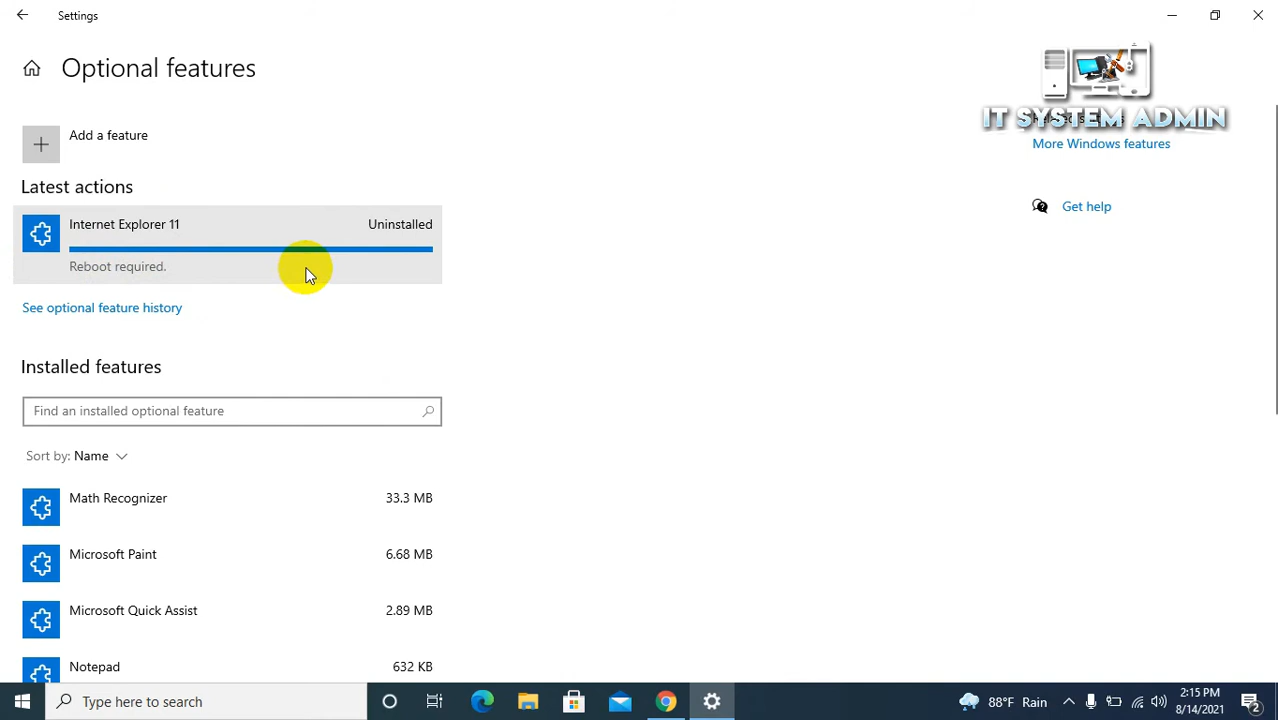 Settings
Optional features
Add a feature
Latest actions
Internet Explorer 11
Uninstalled
Reboot required.
See optional feature history
Installed features
Find an installed optional feature
Sort by: Name
Math Recognizer
33.3 MB
Microsoft Paint
6.68 MB
Microsoft Quick Assist
2.89 MB
Notepad
632 KB
IT SYSTEM ADMIN
More Windows features
Get help
Type here to search
88°F Rain
2:15 PM
8/14/2021
2